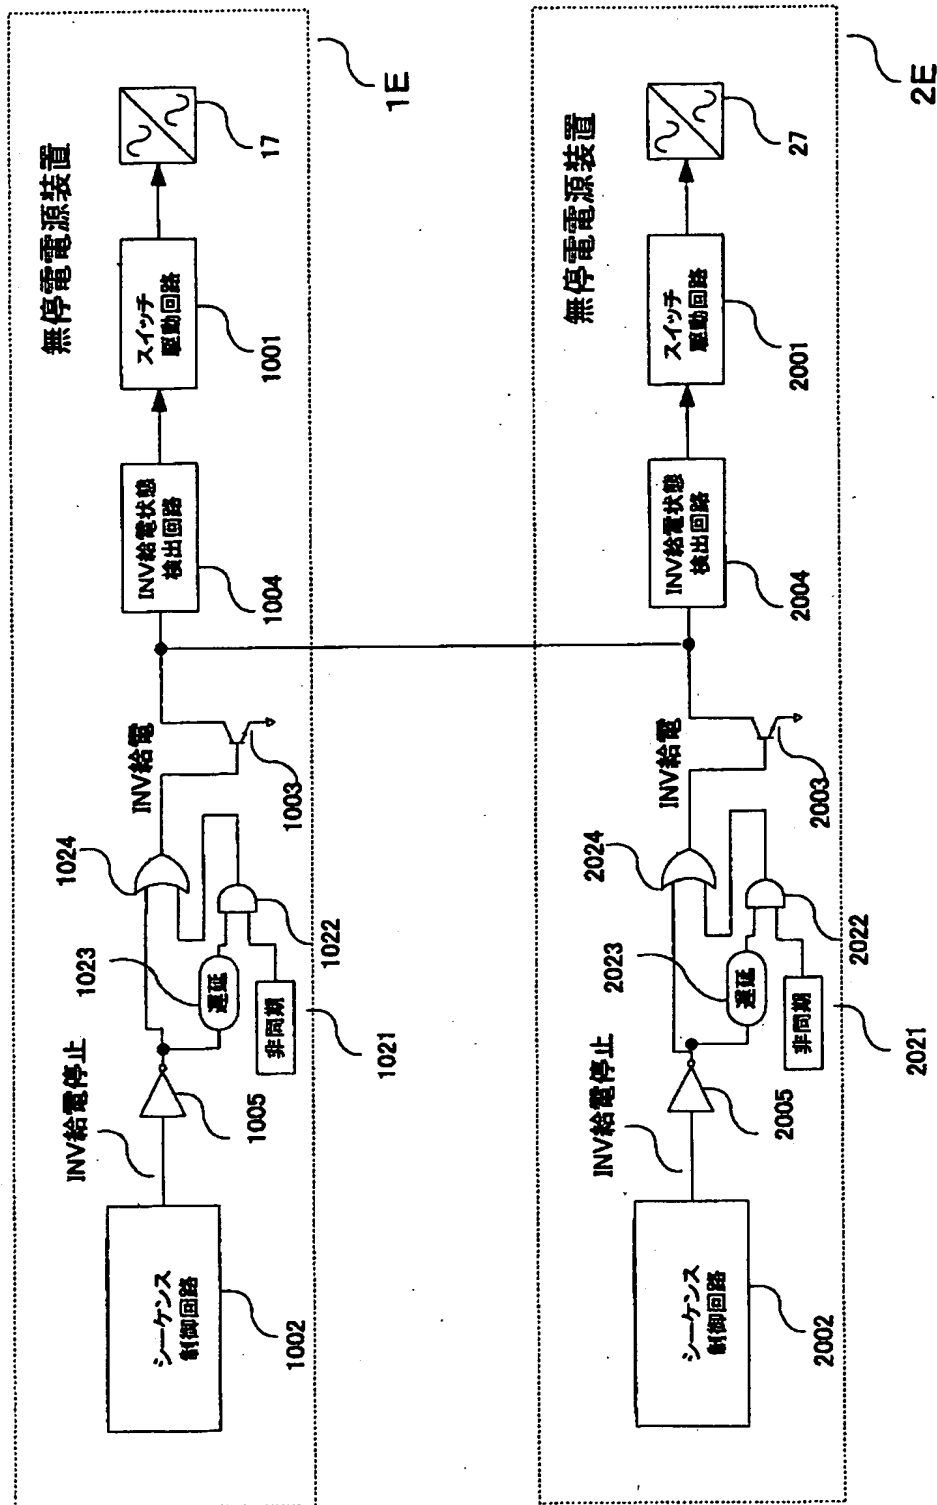 無停電電源装置
1E
シーケンス
制御回路
1002
INV給電停止
1005
1023
遅延
非同期
1021
1022
1024
INV給電
1003
INV給電状態
検出回路
1004
スイッチ
駆動回路
1001
17
無停電電源装置
2E
シーケンス
制御回路
2002
INV給電停止
2005
2023
遅延
非同期
2021
2022
2024
INV給電
2003
INV給電状態
検出回路
2004
スイッチ
駆動回路
2001
27